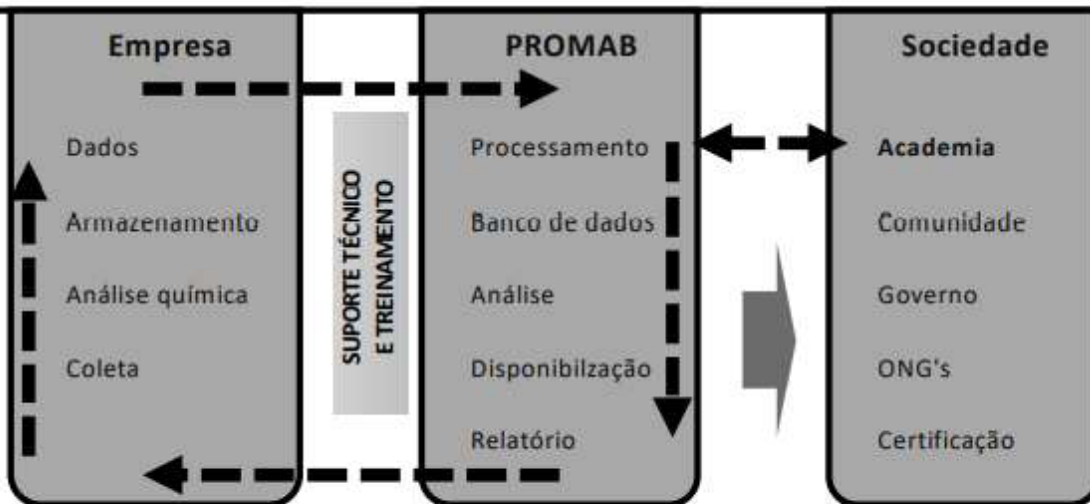 Empresa
Dados
Armazenamento
Análise química
Coleta
SUPORTE TÉCNICO
E TREINAMENTO
PROMAB
Processamento
Banco de dados
Análise
Disponibilzação
Relatório
Sociedade
Academia
Comunidade
Governo
ONG's
Certificação